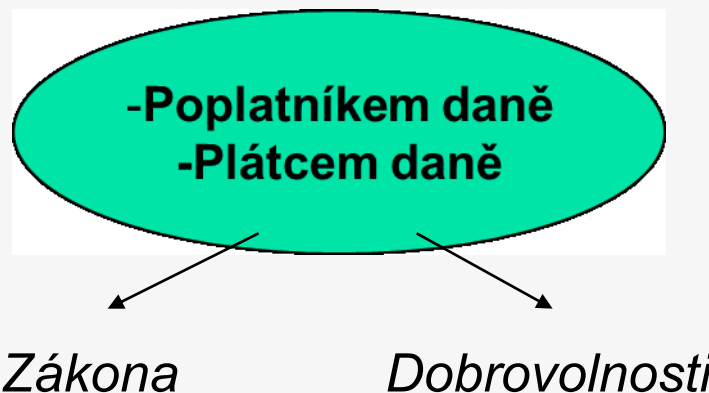 -Poplatníkem daně
-Plátcem daně
Zákona
Dobrovolnosti